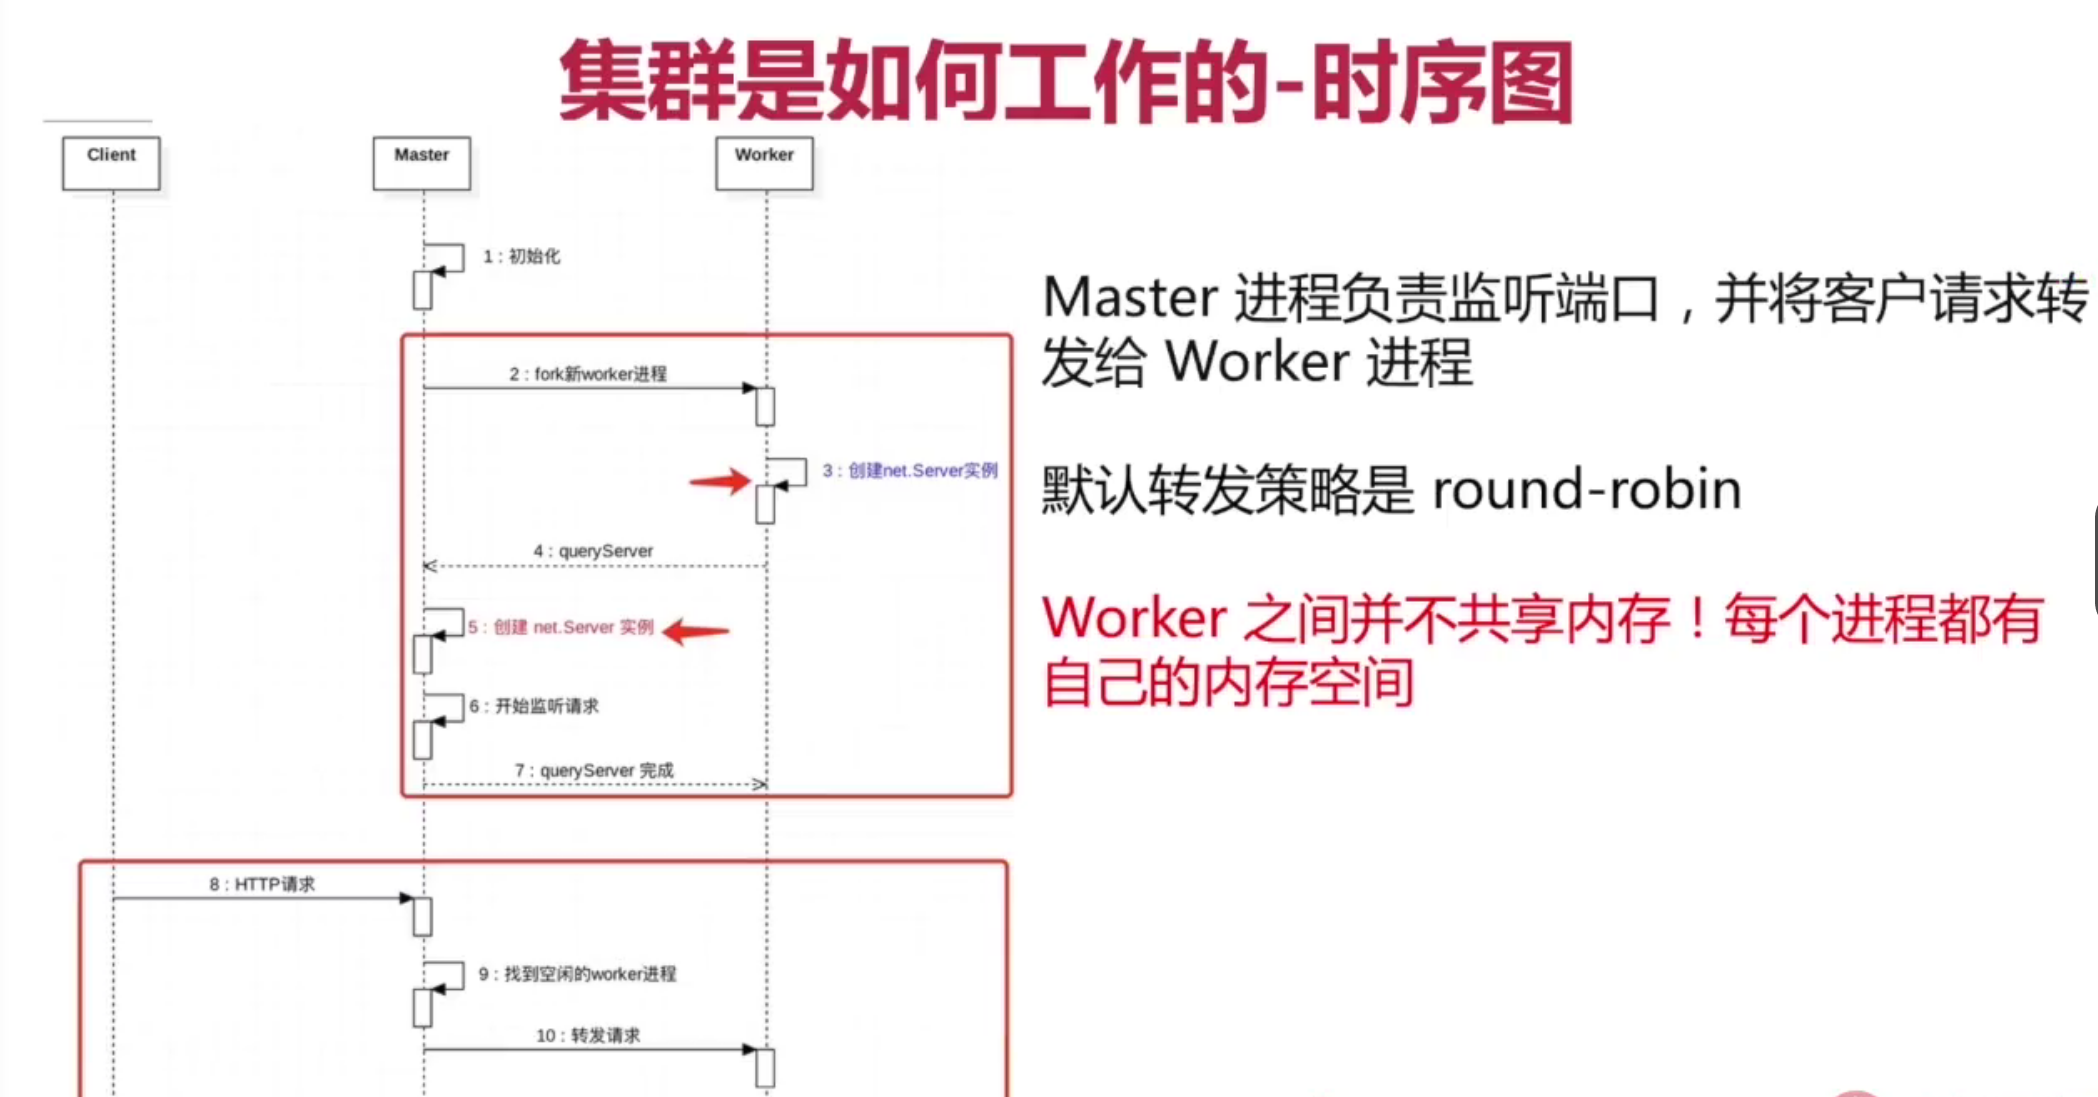 集群是如何工作的-时序图
Client
Master
Worker
1 : 初始化
2 : fork新worker进程
3 : 创建net.Server实例
4 : queryServer
5 : 创建 net.Server 实例
6 : 开始监听请求
7 : queryServer 完成
8 : HTTP请求
9 : 找到空闲的worker进程
10 : 转发请求
Master 进程负责监听端口，并将客户请求转
发给 Worker 进程
默认转发策略是 round-robin
Worker 之间并不共享内存！每个进程都有
自己的内存空间